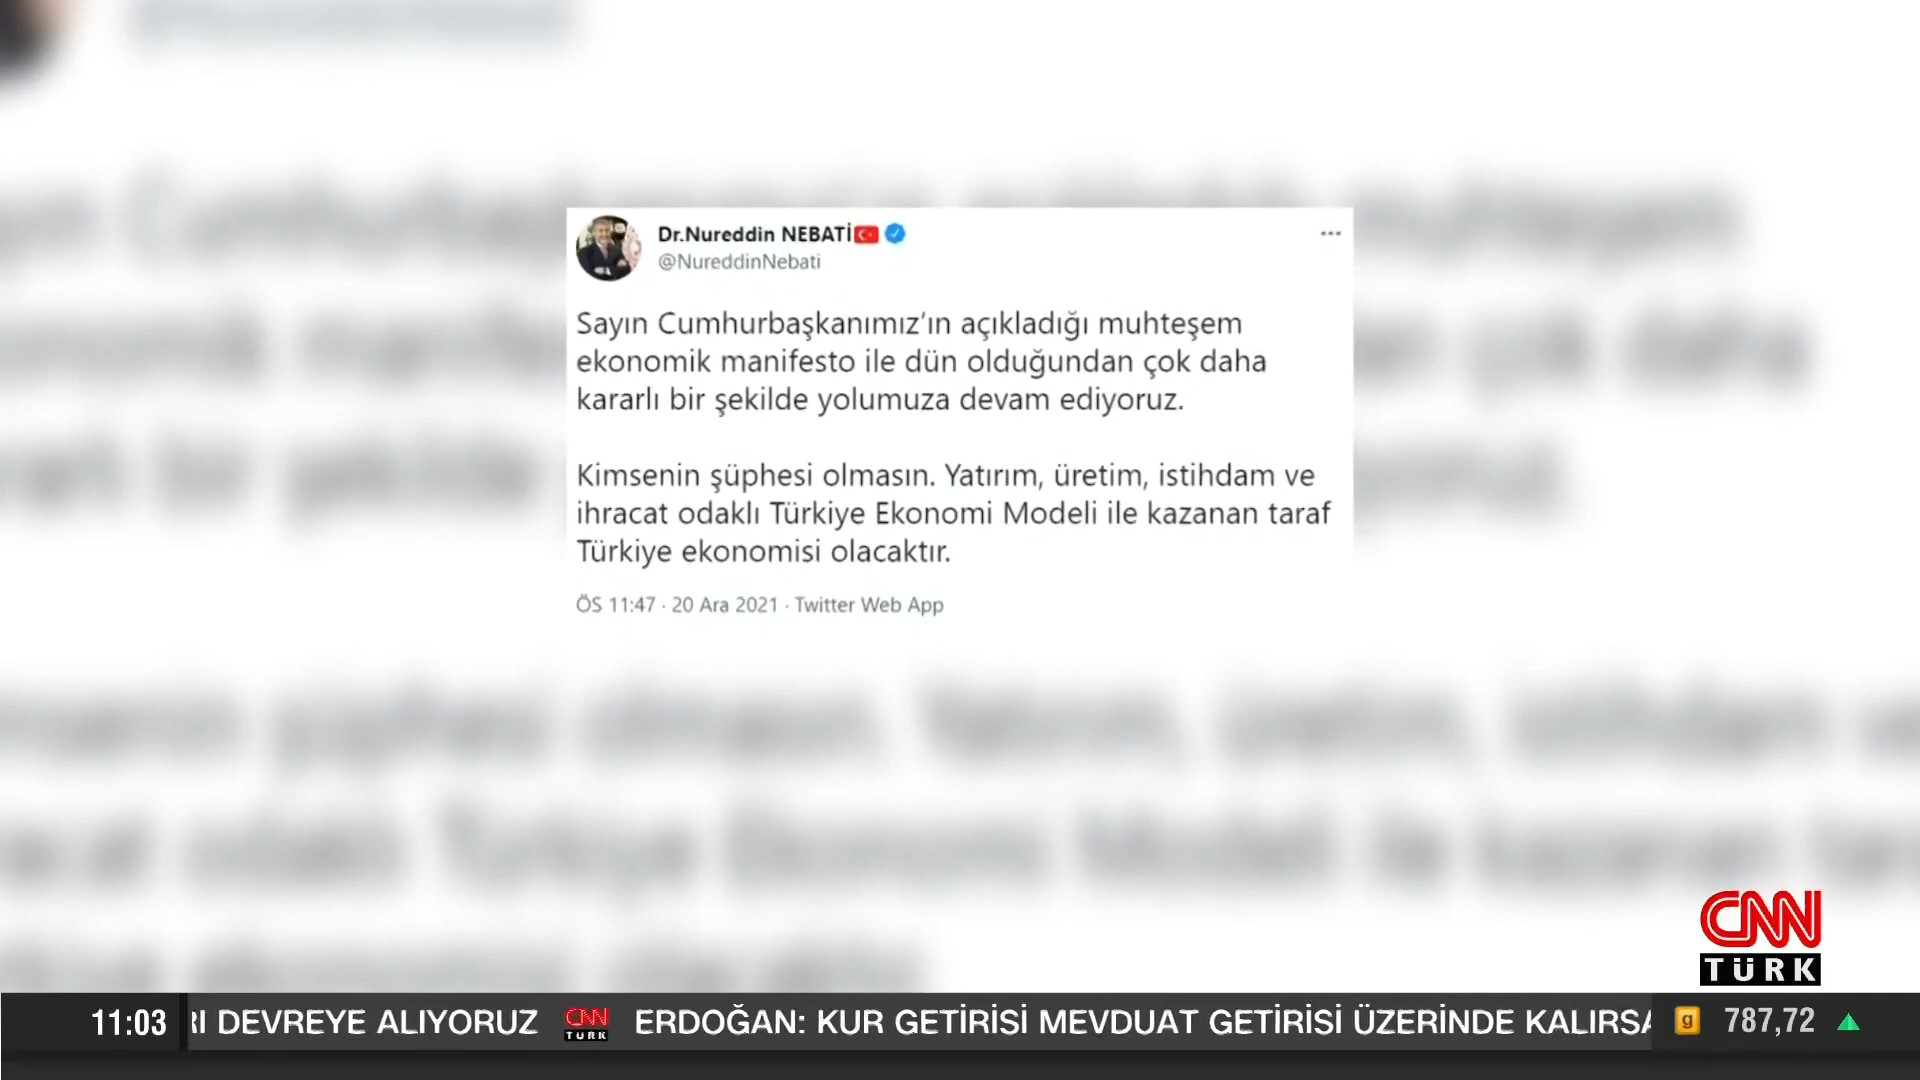 Dr.Nureddin NEBATİ
@NureddinNebati
Sayın Cumhurbaşkanımız’ın açıkladığı muhteşem
ekonomik manifesto ile dün olduğundan çok daha
kararlı bir şekilde yolumuza devam ediyoruz.
Kimsenin şüphesi olmasın. Yatırım, üretim, istihdam ve
ihracat odaklı Türkiye Ekonomi Modeli ile kazanan taraf
Türkiye ekonomisi olacaktır.
ÖS 11:47 · 20 Ara 2021 · Twitter Web App
CNN
TÜRK
11:03 DEVREYE ALIYORUZ CNN TÜRK ERDOĞAN: KUR GETİRİSİ MEVDUAT GETİRİSİ ÜZERİNDE KALIRSA g 787,72